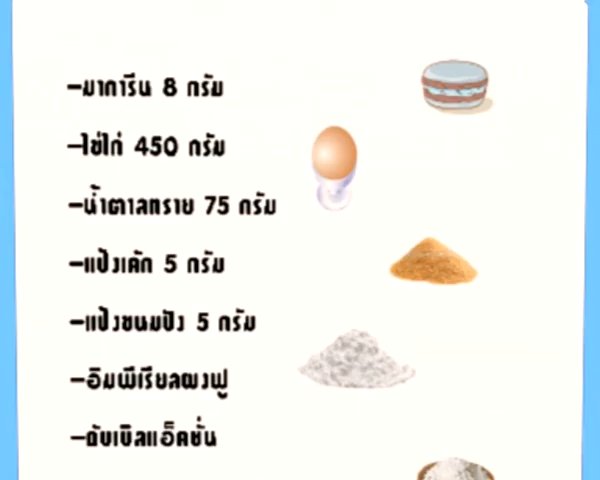 -มาการีน 8 กรัม
-ไข่ไก่ 450 กรัม
-น้ำตาลทราย 75 กรัม
-แป้งเค้ก 5 กรัม
-แป้งขนมปัง 5 กรัม
-อิมพีเรียลผงฟู
-ดับเบิลแอ็คชั่น